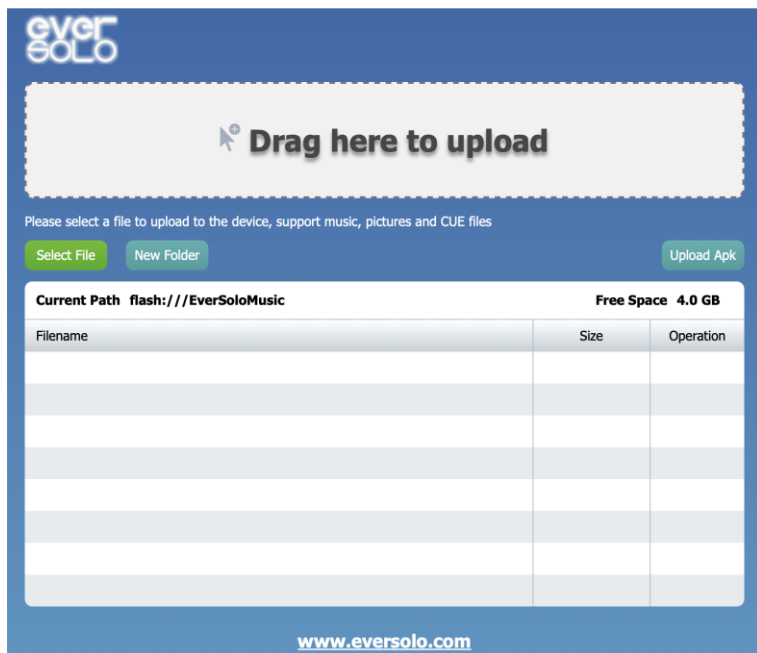 ever
SOLO
Drag here to upload
Please select a file to upload to the device, support music, pictures and CUE files
Select File New Folder Upload Apk
Current Path flash:///EverSoloMusic Free Space 4.0 GB
Filename Size Operation
www.eversolo.com